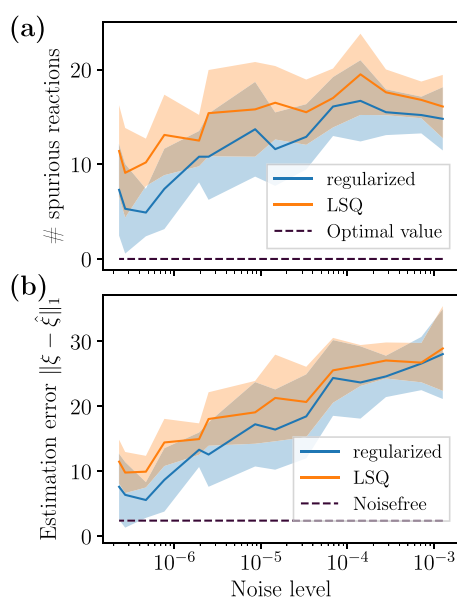 (a)
# spurious reactions
20
10
0
regularized
LSQ
Optimal value
(b)
Estimation error ‖ξ − ξ̂‖₁
30
20
10
0
regularized
LSQ
Noisefree
10⁻⁶ 10⁻⁵ 10⁻⁴ 10⁻³
Noise level